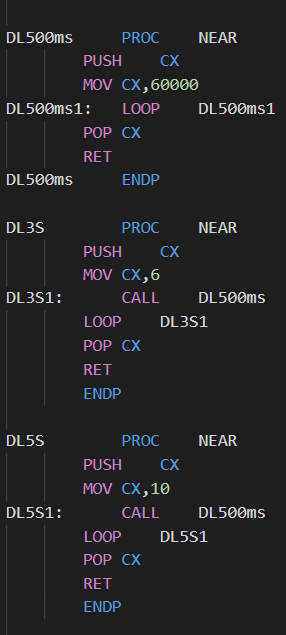 DL500ms PROC NEAR
PUSH CX
MOV CX,60000
DL500ms1: LOOP DL500ms1
POP CX
RET
DL500ms ENDP
DL3S PROC NEAR
PUSH CX
MOV CX,6
DL3S1: CALL DL500ms
LOOP DL3S1
POP CX
RET
ENDP
DL5S PROC NEAR
PUSH CX
MOV CX,10
DL5S1: CALL DL500ms
LOOP DL5S1
POP CX
RET
ENDP